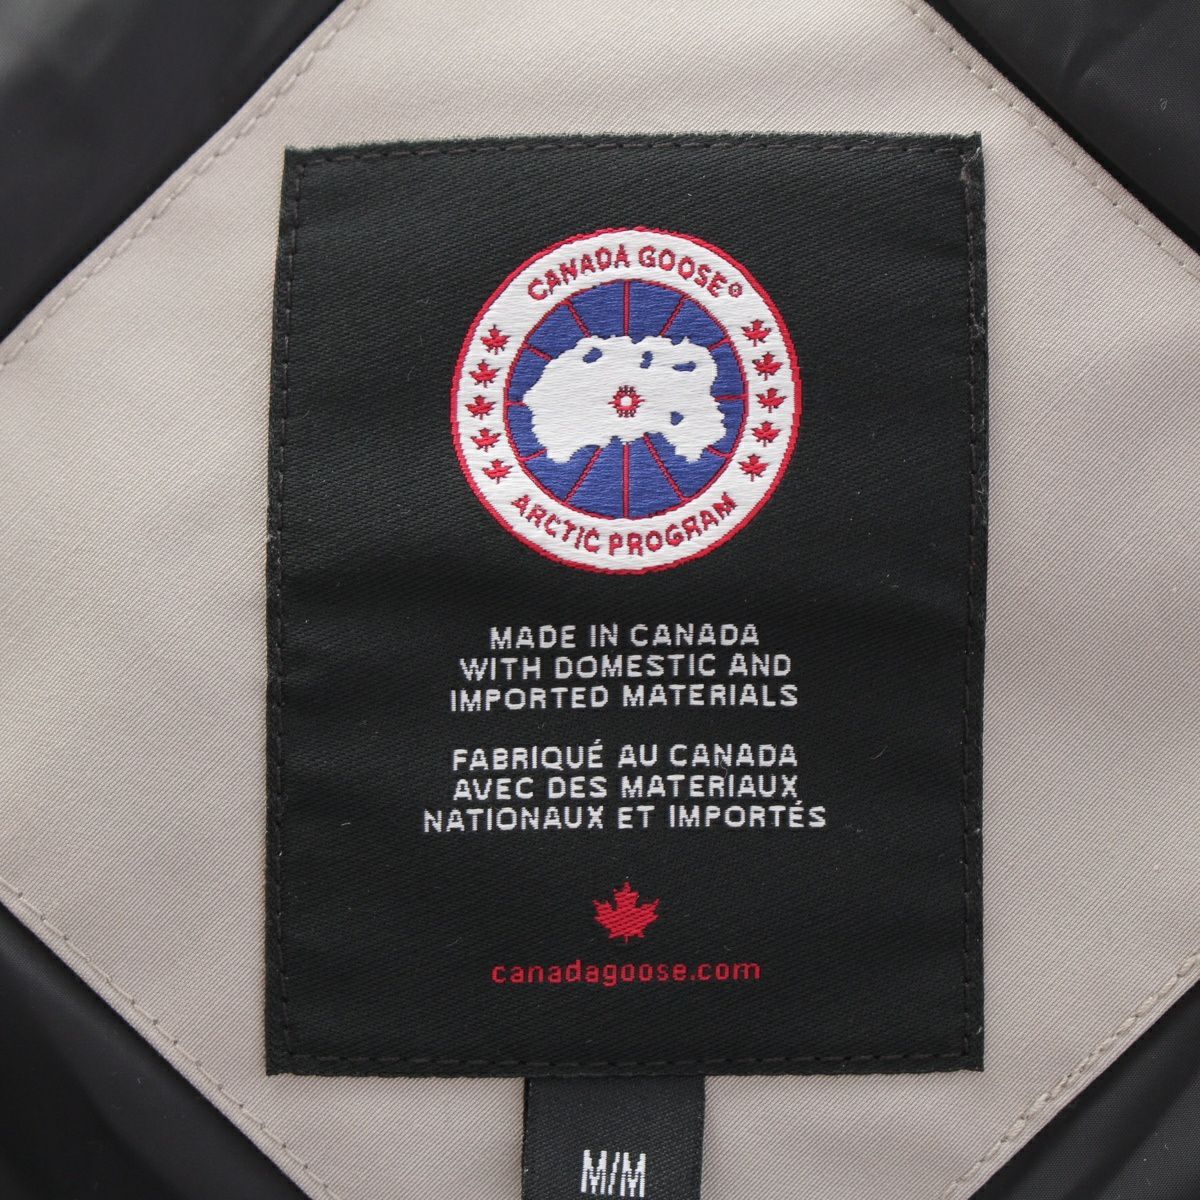 CANADA GOOSE®
ARCTIC PROGRAM
MADE IN CANADA
WITH DOMESTIC AND
IMPORTED MATERIALS
FABRIQUÉ AU CANADA
AVEC DES MATERIAUX
NATIONAUX ET IMPORTÉS
canadagoose.com
M/M